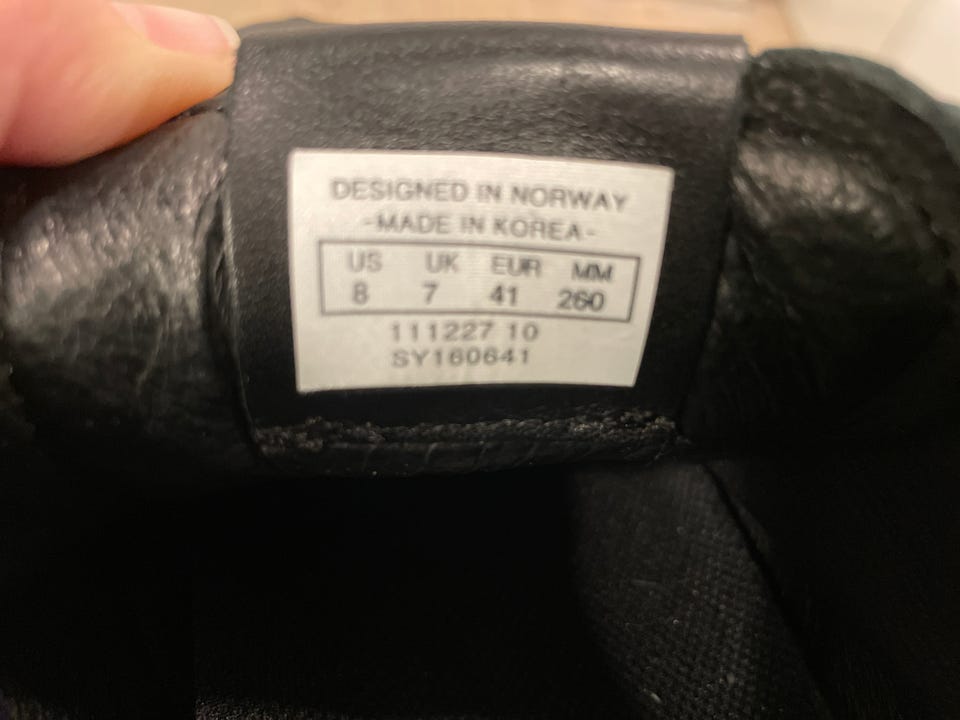 DESIGNED IN NORWAY
-MADE IN KOREA-
US UK EUR MM
8 7 41 260
111227 10
SY160641